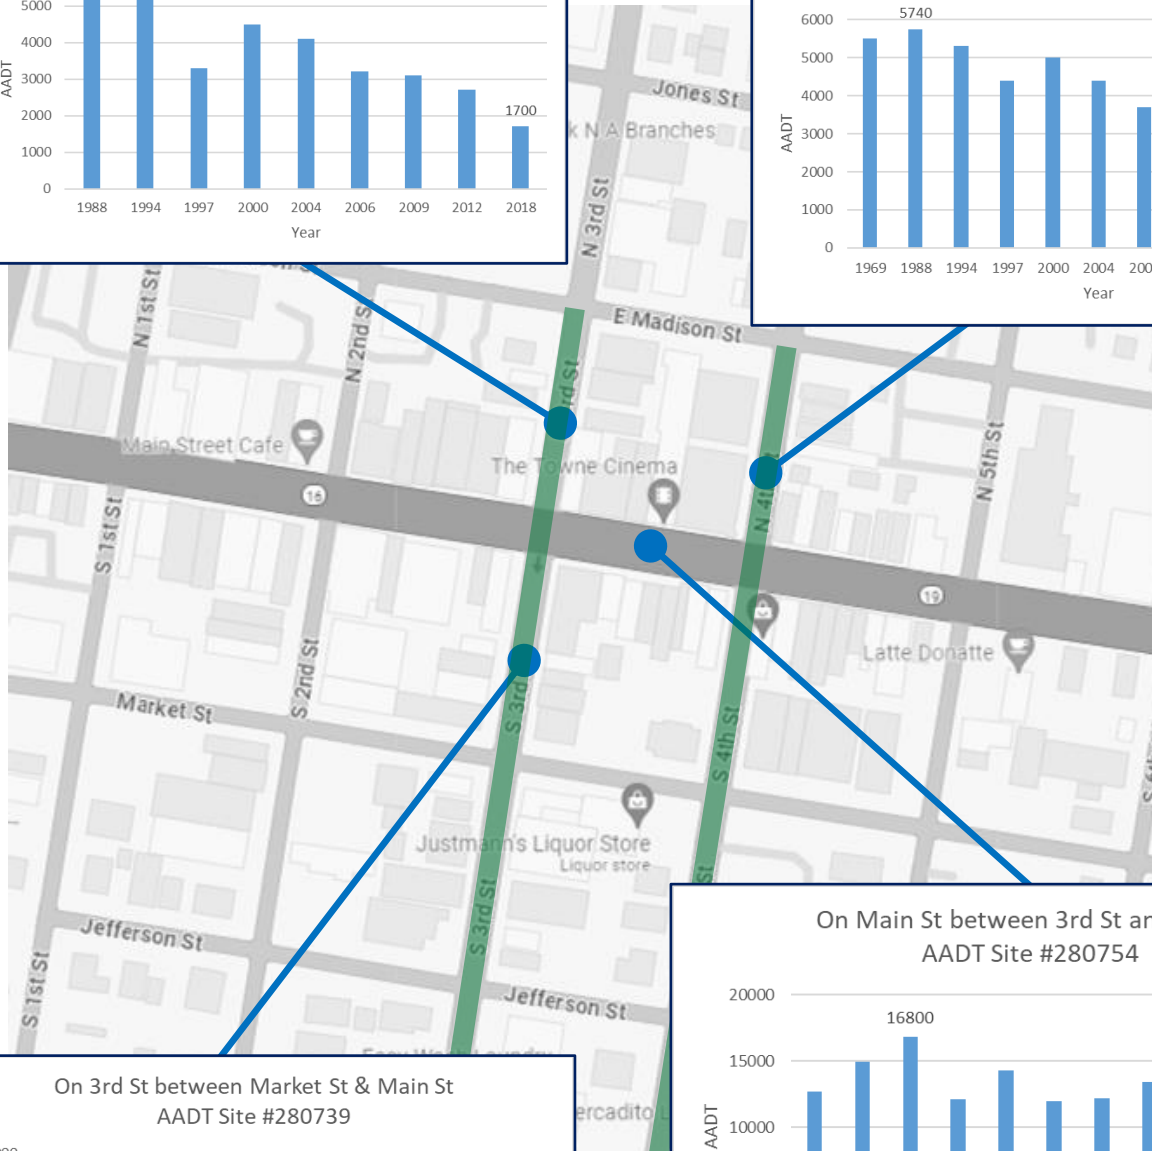 5000
4000
3000
2000
1000
0
AADT
1700
1988 1994 1997 2000 2004 2006 2009 2012 2018
Year
6000
5000
4000
3000
2000
1000
0
AADT
5740
1969 1988 1994 1997 2000 2004
Year
Jones St
k N A Branches
N 3rd St
E Madison St
N 1st St
N 2nd S
rd St
Main Street Cafe
The Towne Cinema
N 5th St
16
N 4t
S 1st St
19
Latte Donatte
S 2nd St
S 3rd
Market St
S 4th St
Justmann's Liquor Store
Liquor store
St
S 3rd St
Jefferson St
S 1st St
Jefferson St
On 3rd St between Market St & Main St
AADT Site #280739
ercadito
On Main St between 3rd St
AADT Site #280754
20000
15000
10000
AADT
16800